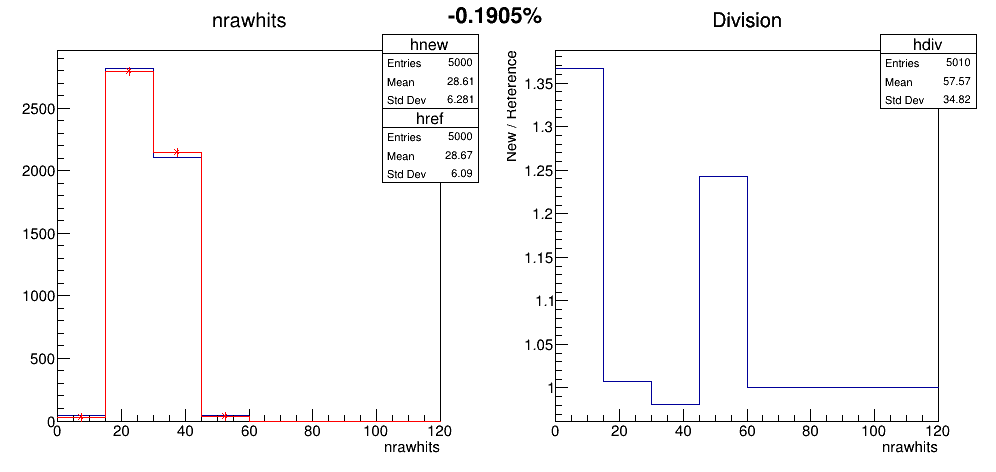 -0.1905%
nrawhits
hnew
Entries 5000
Mean 28.61
Std Dev 6.281
href
Entries 5000
Mean 28.67
Std Dev 6.09
2500
2000
1500
1000
500
0
0 20 40 60 80 100 120
nrawhits
Division
hdiv
Entries 5010
Mean 57.57
Std Dev 34.82
New / Reference
1.35
1.3
1.25
1.2
1.15
1.1
1.05
1
0 20 40 60 80 100 120
nrawhits